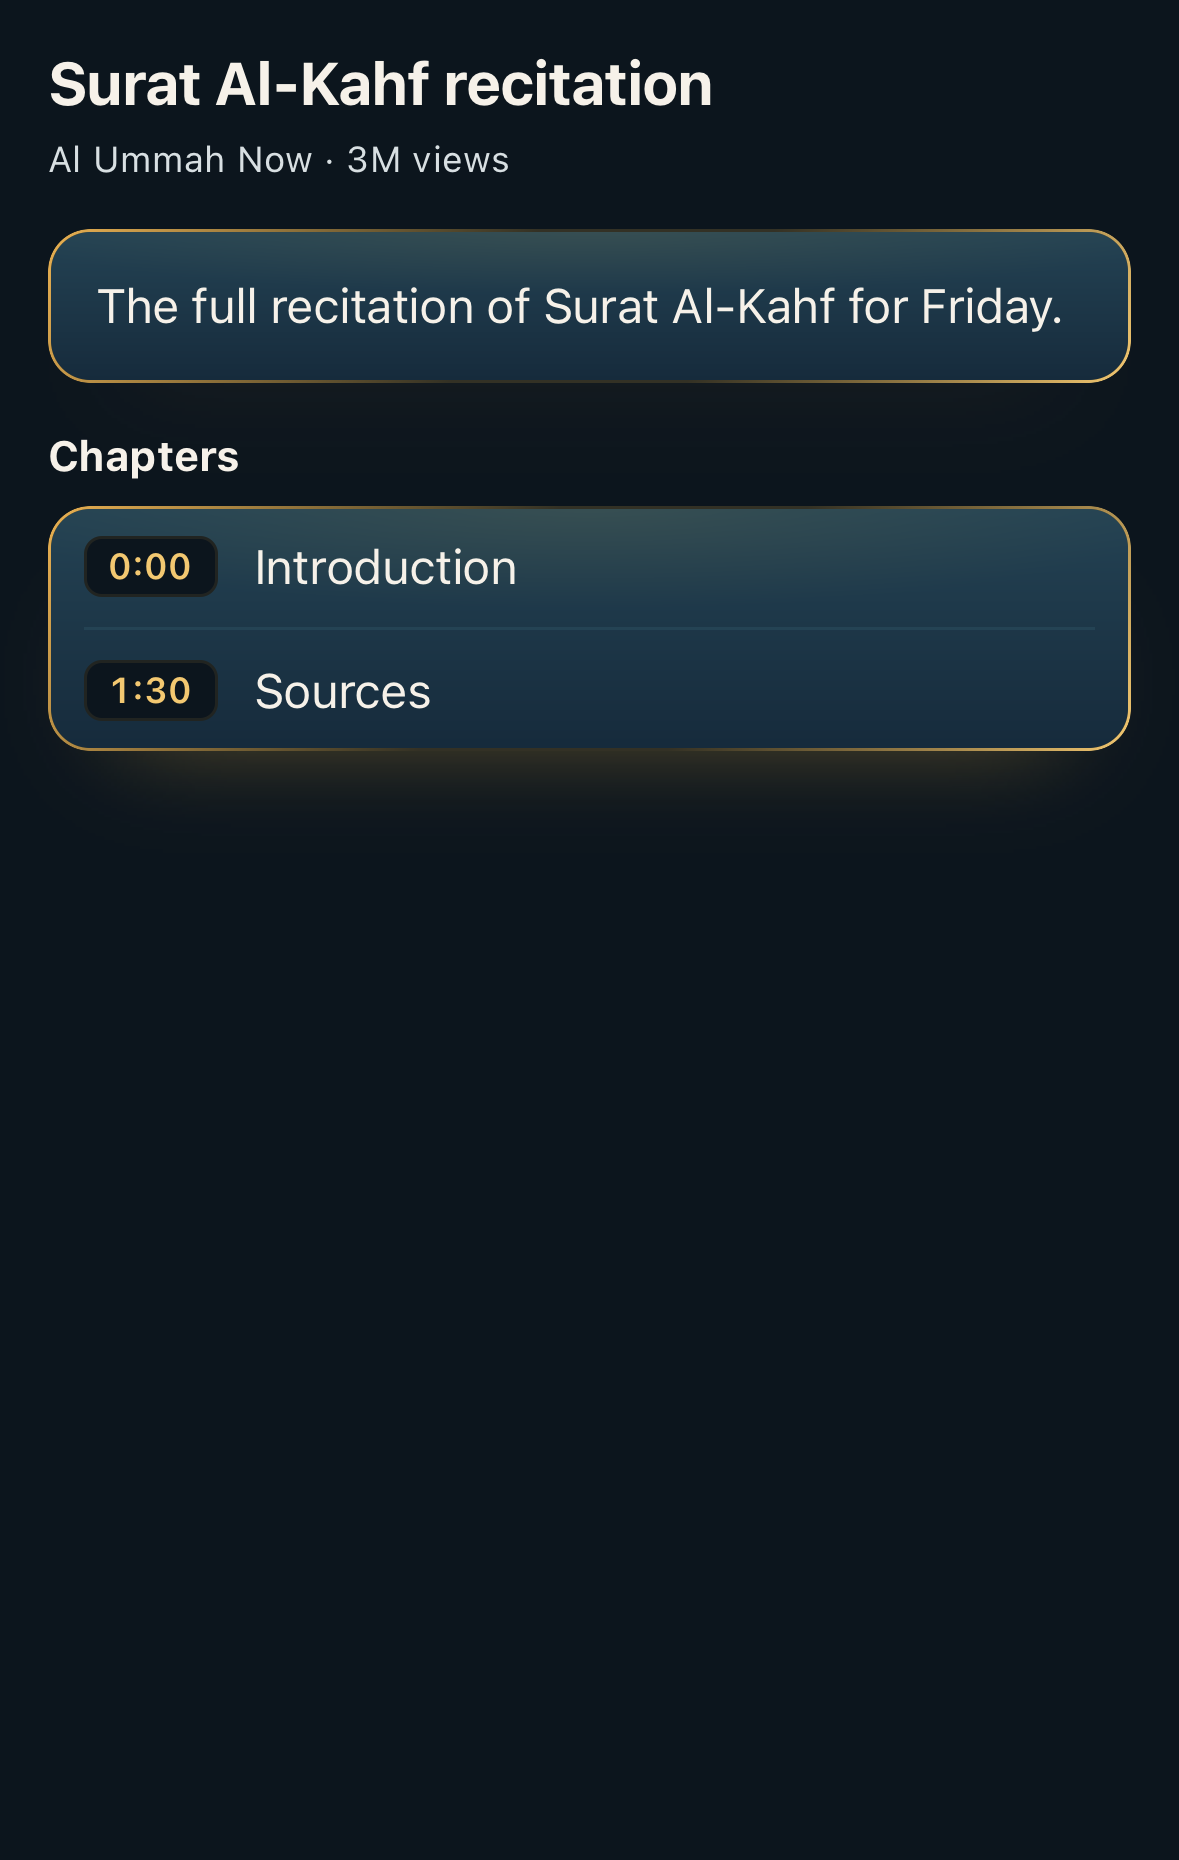 Surat Al-Kahf recitation
Al Ummah Now · 3M views
The full recitation of Surat Al-Kahf for Friday.
Chapters
0:00 Introduction
1:30 Sources